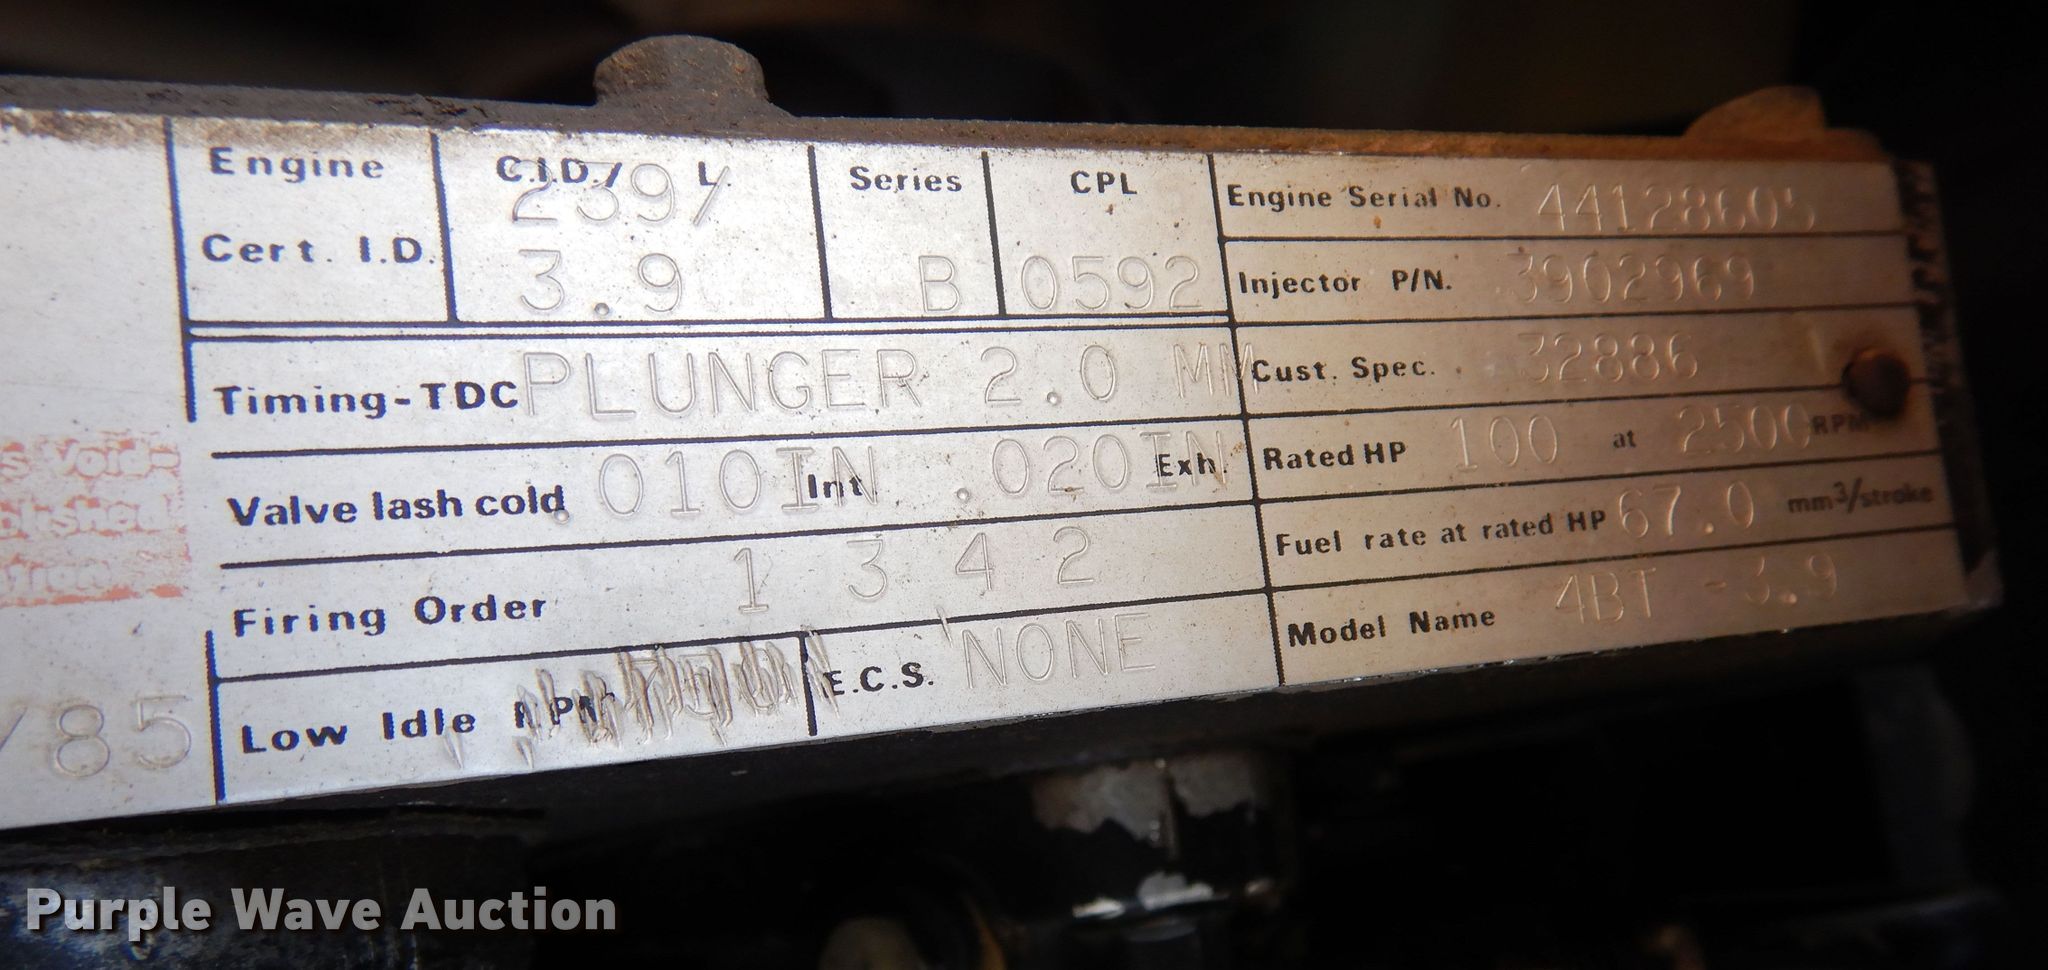 Engine
Cert. I.D.
C.I.D./ L.
239/
3.9
Series
B
CPL
0592
Engine Serial No. 44128605
Injector P/N. 3902969
Cust. Spec. 32886
Rated HP 100 at 2500 RPM
Fuel rate at rated HP 67.0 mm³/stroke
Model Name 4BT -3.9
Timing-TDC PLUNGER 2.0 MM
Valve lash cold .010IN Int .020IN Exh.
Firing Order 1 3 4 2
Low Idle RPM
E.C.S. NONE
s Void
/85
Purple Wave Auction